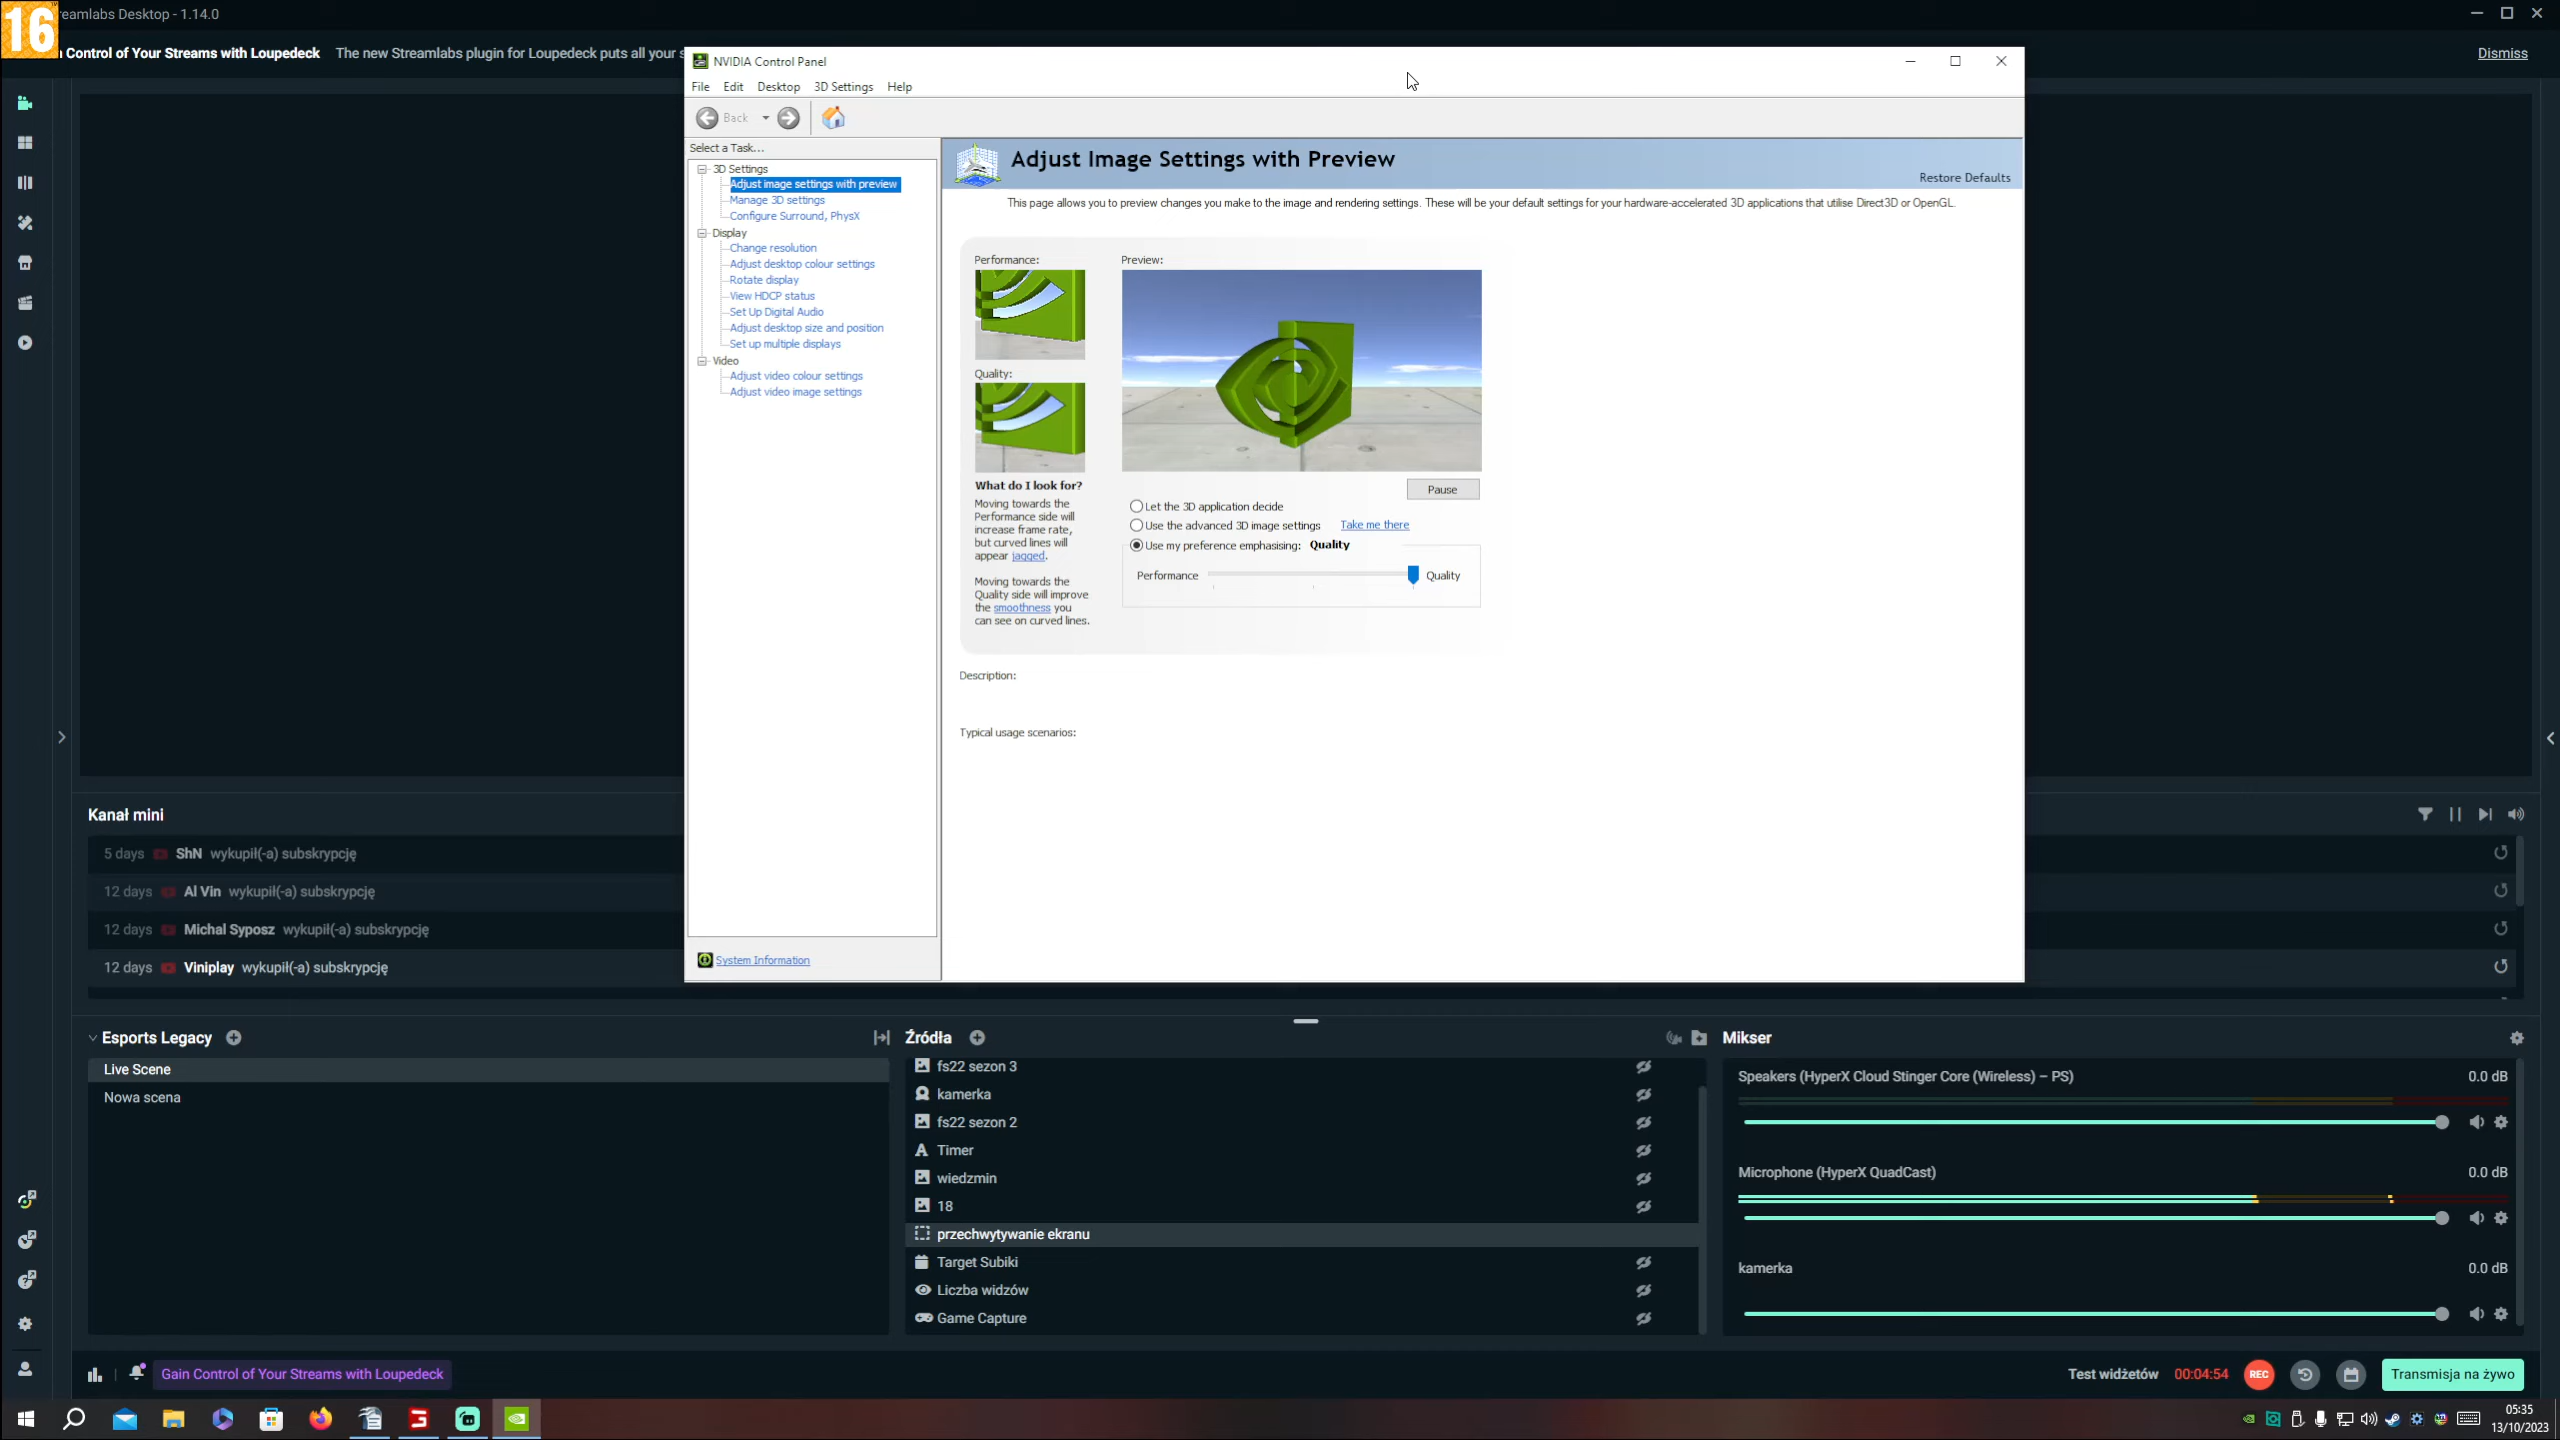 16
eamlabs Desktop - 1.14.0
Control of Your Streams with Loupedeck The new Streamlabs plugin for Loupedeck puts all your
Dismiss
NVIDIA Control Panel
File Edit Desktop 3D Settings Help
Back
Select a Task...
3D Settings
Adjust image settings with preview
Manage 3D settings
Configure Surround, PhysX
Display
Change resolution
Adjust desktop colour settings
Rotate display
View HDCP status
Set Up Digital Audio
Adjust desktop size and position
Set up multiple displays
Video
Adjust video colour settings
Adjust video image settings
System Information
Adjust Image Settings with Preview
Restore Defaults
This page allows you to preview changes you make to the image and rendering settings. These will be your default settings for your hardware-accelerated 3D applications that utilise Direct3D or OpenGL.
Performance:
Quality:
What do I look for?
Moving towards the
Performance side will
increase frame rate,
but curved lines will
appear jagged.
Moving towards the
Quality side will improve
the smoothness you
can see on curved lines.
Preview:
Pause
Let the 3D application decide
Use the advanced 3D image settings Take me there
Use my preference emphasising: Quality
Performance Quality
Description:
Typical usage scenarios:
Kanał mini
5 days ShN wykupił(-a) subskrypcję
12 days Al Vin wykupił(-a) subskrypcję
12 days Michal Syposz wykupił(-a) subskrypcję
12 days Viniplay wykupił(-a) subskrypcję
Esports Legacy
Live Scene
Nowa scena
Źródła
fs22 sezon 3
kamerka
fs22 sezon 2
Timer
wiedzmin
18
przechwytywanie ekranu
Target Subiki
Liczba widzów
Game Capture
Mikser
Speakers (HyperX Cloud Stinger Core (Wireless) – PS) 0.0 dB
Microphone (HyperX QuadCast) 0.0 dB
kamerka 0.0 dB
Gain Control of Your Streams with Loupedeck
Test widżetów 00:04:54 REC Transmisja na żywo
05:35
13/10/2023